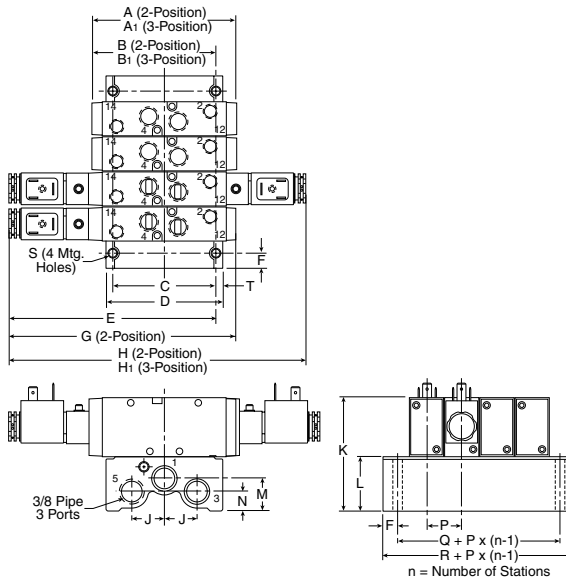 A (2-Position)
A1 (3-Position)
B (2-Position)
B1 (3-Position)
14 2
4 12
14 2
4 12
14 2
4 12
14 2
4 12
S (4 Mtg.
Holes)
F
C
T
D
E
G (2-Position)
H (2-Position)
H1 (3-Position)
K
L
1
5
3
M
N
3/8 Pipe
3 Ports
J J
F P
Q + P x (n-1)
R + P x (n-1)
n = Number of Stations